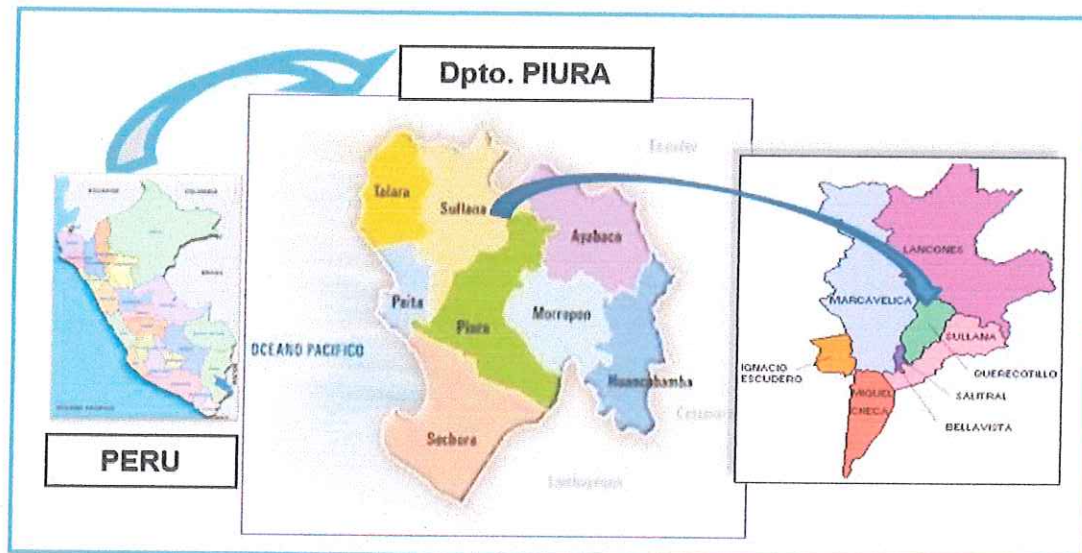 Dpto. PIURA
Ecuador
Talara
Sullana
Ayabaca
Paita
Piura
Morropon
OCEANO PACIFICO
Huancabamba
Sechura
PERU
LANCONES
MARCAVELICA
SULLANA
IGNACIO
ESCUDERO
QUERECOTILLO
SALITRAL
MIGUEL
CHECA
BELLAVISTA